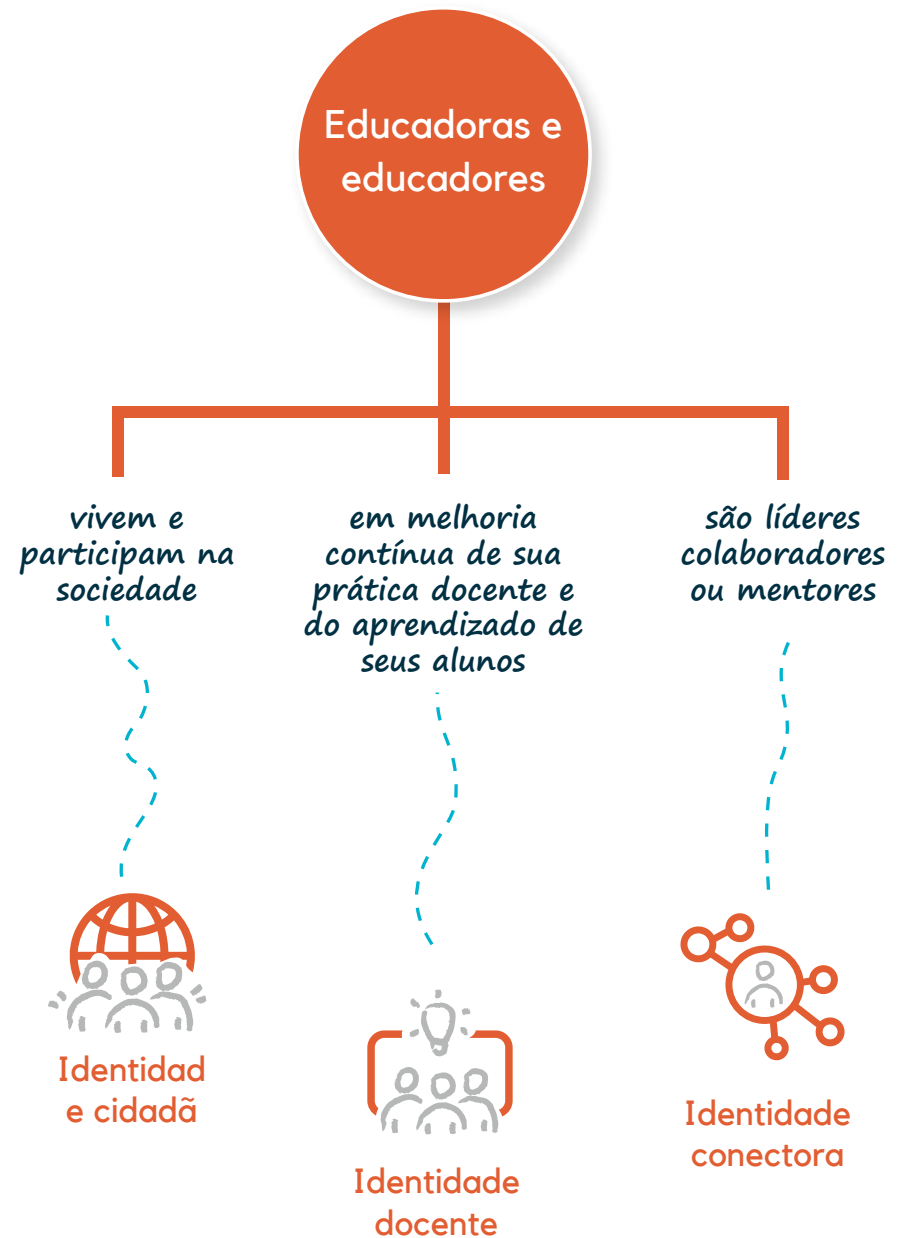 Educadoras e
educadores
vivem e
participam na
sociedade
em melhoria
contínua de sua
prática docente e
do aprendizado de
seus alunos
são líderes
colaboradores
ou mentores
Identidad
e cidadã
Identidade
docente
Identidade
conectora